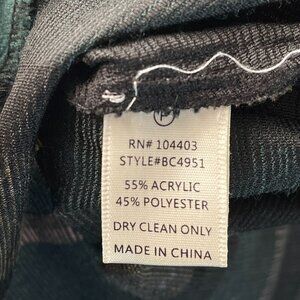 P
RN# 104403
STYLE#BC4951
55% ACRYLIC
45% POLYESTER
DRY CLEAN ONLY
MADE IN CHINA